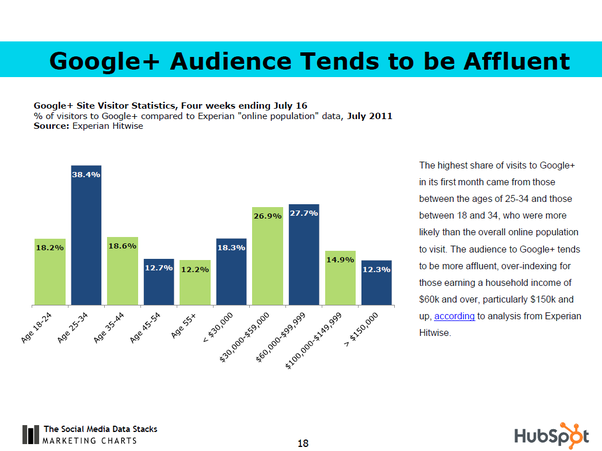 Google+ Audience Tends to be Affluent
Google+ Site Visitor Statistics, Four weeks ending July 16
% of visitors to Google+ compared to Experian "online population" data, July 2011
Source: Experian Hitwise
18.2%
38.4%
18.6%
12.7%
12.2%
18.3%
26.9%
27.7%
14.9%
12.3%
Age 18-24
Age 25-34
Age 35-44
Age 45-54
Age 55+
< $30,000
$30,000-$59,000
$60,000-$99,999
$100,000-$149,999
> $150,000
The highest share of visits to Google+
in its first month came from those
between the ages of 25-34 and those
between 18 and 34, who were more
likely than the overall online population
to visit. The audience to Google+ tends
to be more affluent, over-indexing for
those earning a household income of
$60k and over, particularly $150k and
up, according to analysis from Experian
Hitwise.
The Social Media Data Stacks
MARKETING CHARTS
18
HubSpot